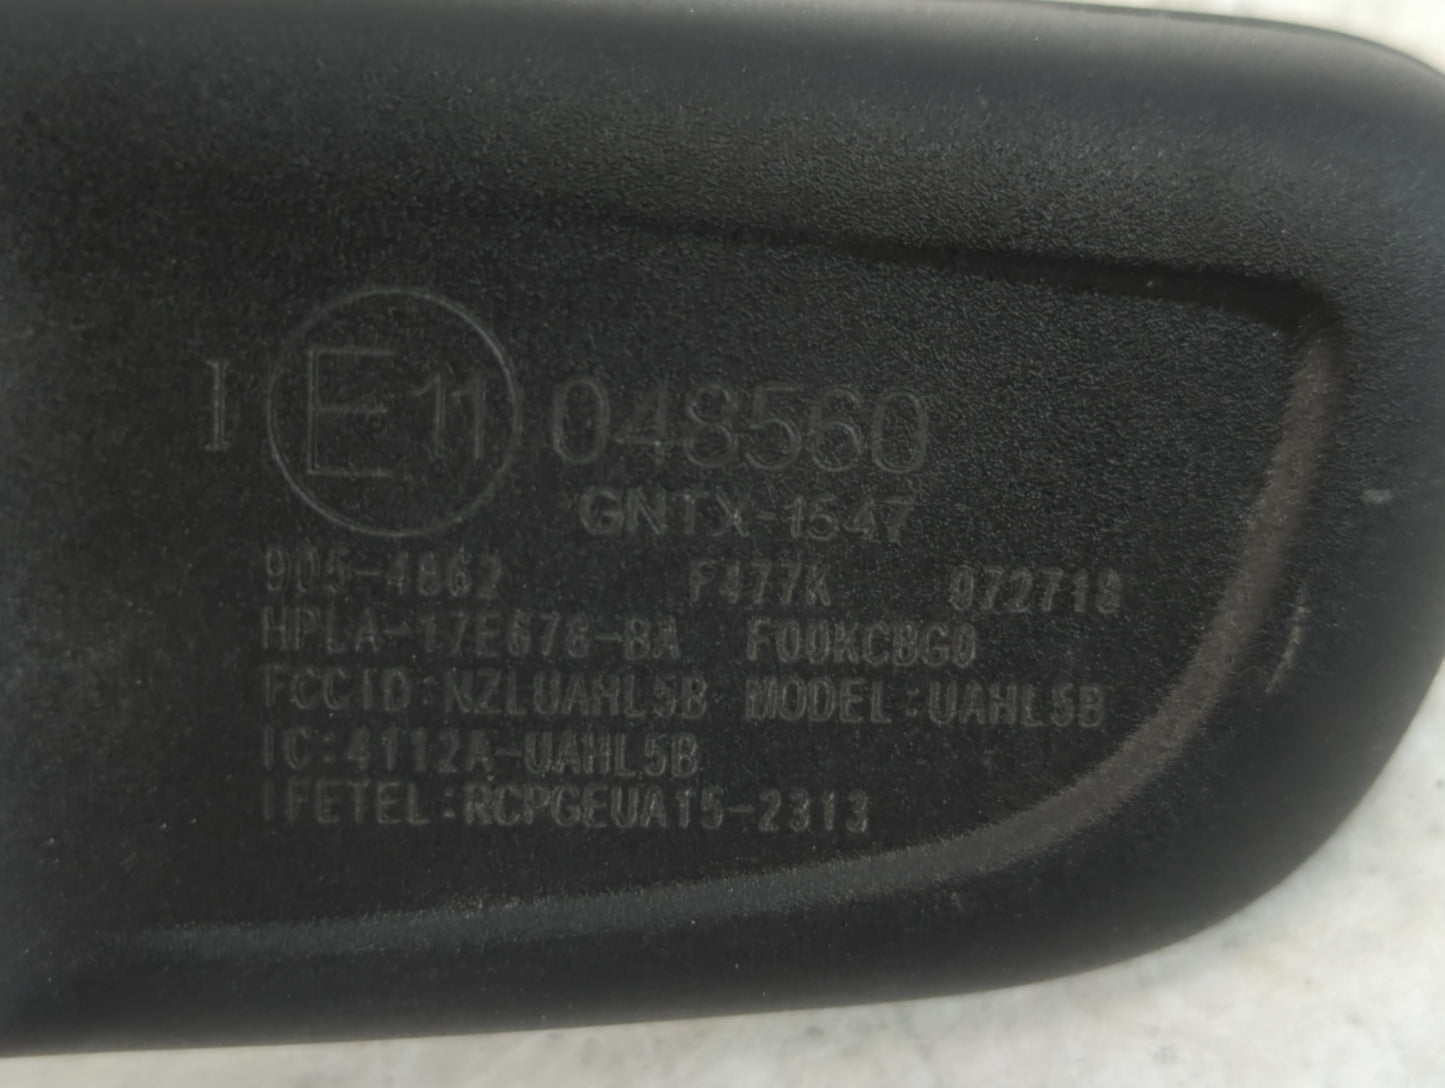 I E11 048560
GNTX-1547
905-4862 F477K 072718
HPLA-17E678-BA F00KCBG0
FCCID:NZLUAHL5B MODEL:UAHL5B
IC:4112A-UAHL5B
IFETEL:RCPGEUA15-2313